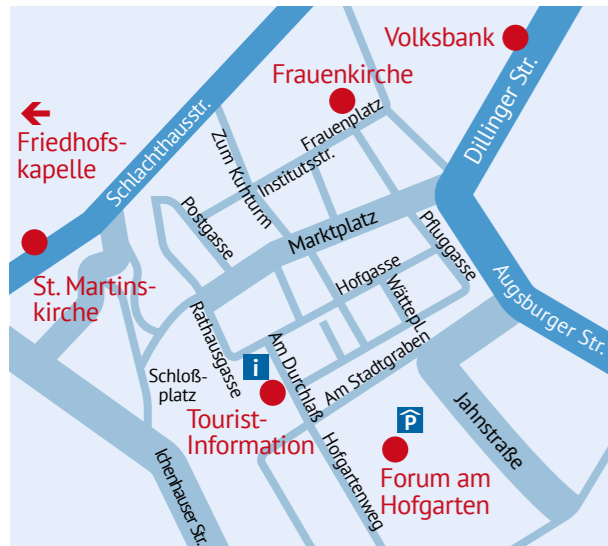 Volksbank
Frauenkirche
Friedhofs-
kapelle
Schlachthausstr.
Dillinger Str.
Frauenplatz
Institutsstr.
Zum Kuhturm
Postgasse
Marktplatz
Pfluggasse
St. Martins-
kirche
Hofgasse
Wättepl.
Augsburger Str.
Rathausgasse
Am Durchlaß
i
Am Stadtgraben
Schloß-
platz
Tourist-
Information
P
Jahnstraße
Ichenhauser Str.
Hofgartenweg
Forum am
Hofgarten